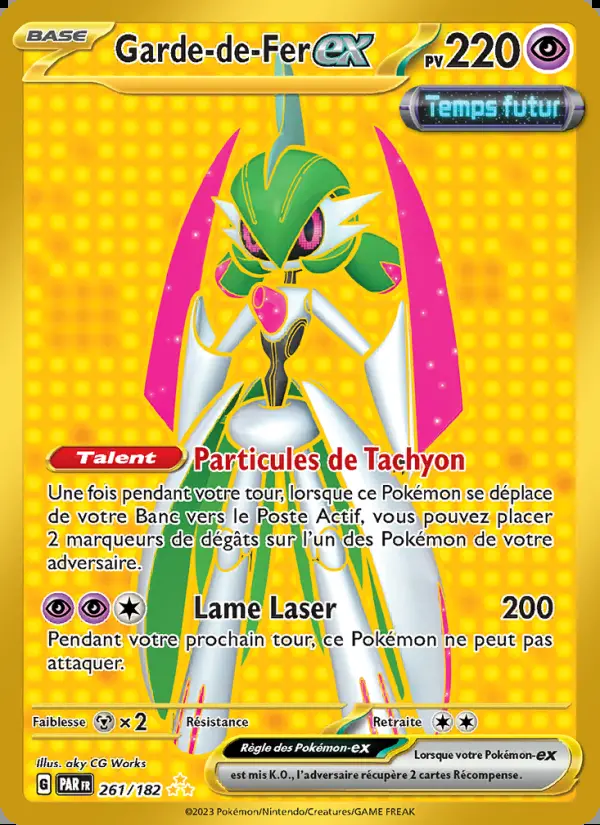 BASE
Garde-de-Fer ex
PV 220
Temps futur
Talent Particules de Tachyon
Une fois pendant votre tour, lorsque ce Pokémon se déplace
de votre Banc vers le Poste Actif, vous pouvez placer
2 marqueurs de dégâts sur l'un des Pokémon de votre
adversaire.
Lame Laser 200
Pendant votre prochain tour, ce Pokémon ne peut pas
attaquer.
Faiblesse ×2 Résistance Retraite
Règle des Pokémon-ex Lorsque votre Pokémon-ex
est mis K.O., l'adversaire récupère 2 cartes Récompense.
Illus. aky CG Works
G PAR FR 261/182
©2023 Pokémon/Nintendo/Creatures/GAME FREAK